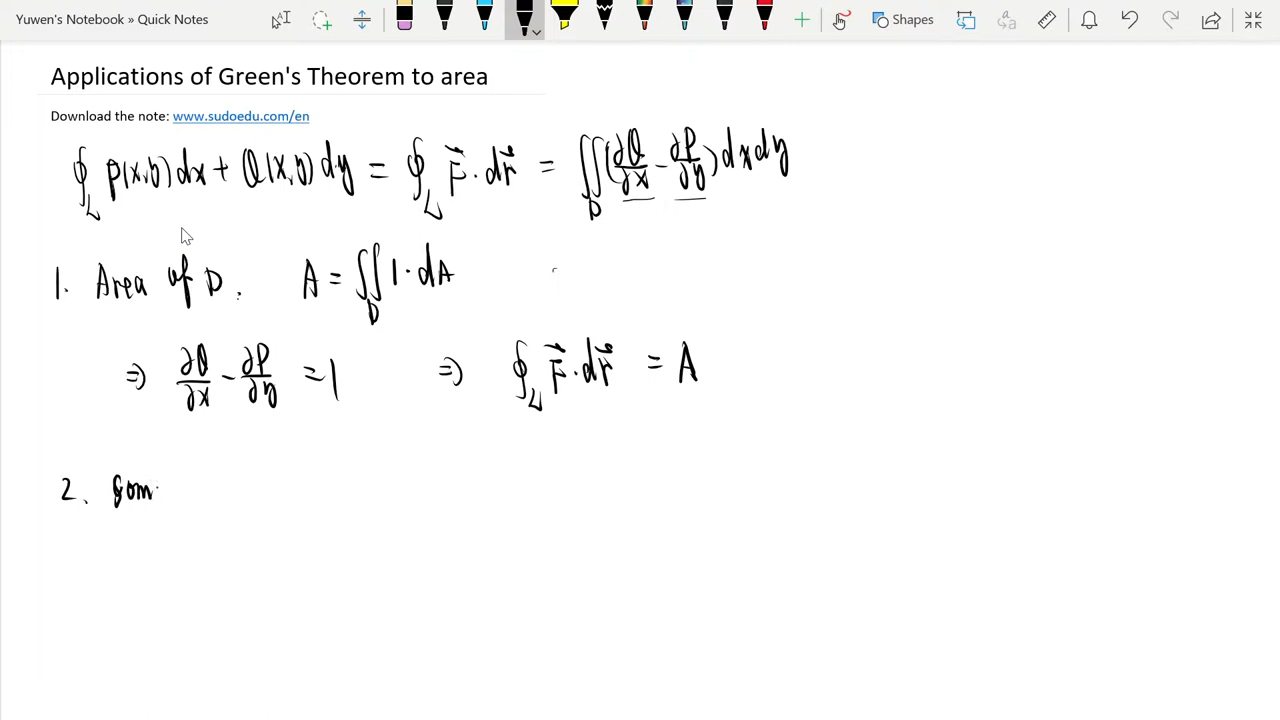 Yuwen's Notebook » Quick Notes
Shapes
Applications of Green's Theorem to area
Download the note: www.sudoedu.com/en
∮_L P(x,y)dx + Q(x,y)dy = ∮_L F⃗ · dr⃗ = ∬_D (∂Q/∂x − ∂P/∂y) dxdy
1. Area of D. A = ∬_D 1 · dA
⇒ ∂Q/∂x − ∂P/∂y = 1 ⇒ ∮_L F⃗ · dr⃗ = A
2. Som